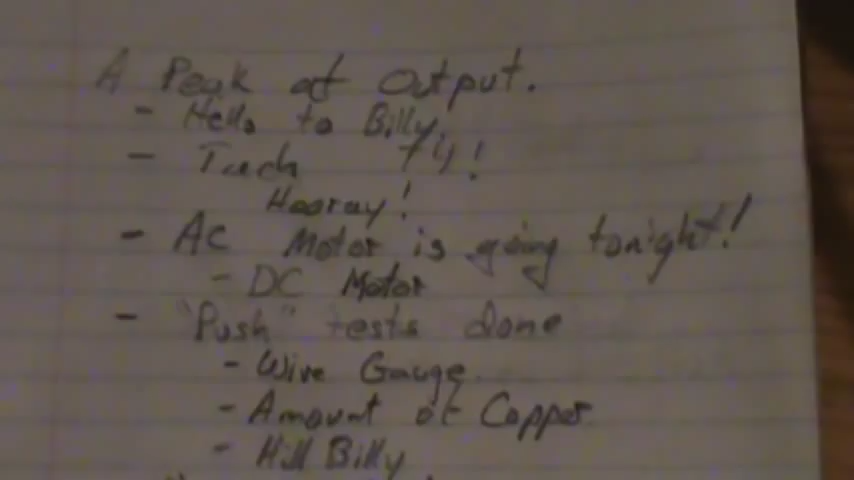 A Peak at Output.
- Hello to Billy.
- Tach !
Hooray!
- AC Motor is going tonight!
- DC Motor
- "Push" tests done
- Wire Gauge
- Amount of Copper
- Hill Billy